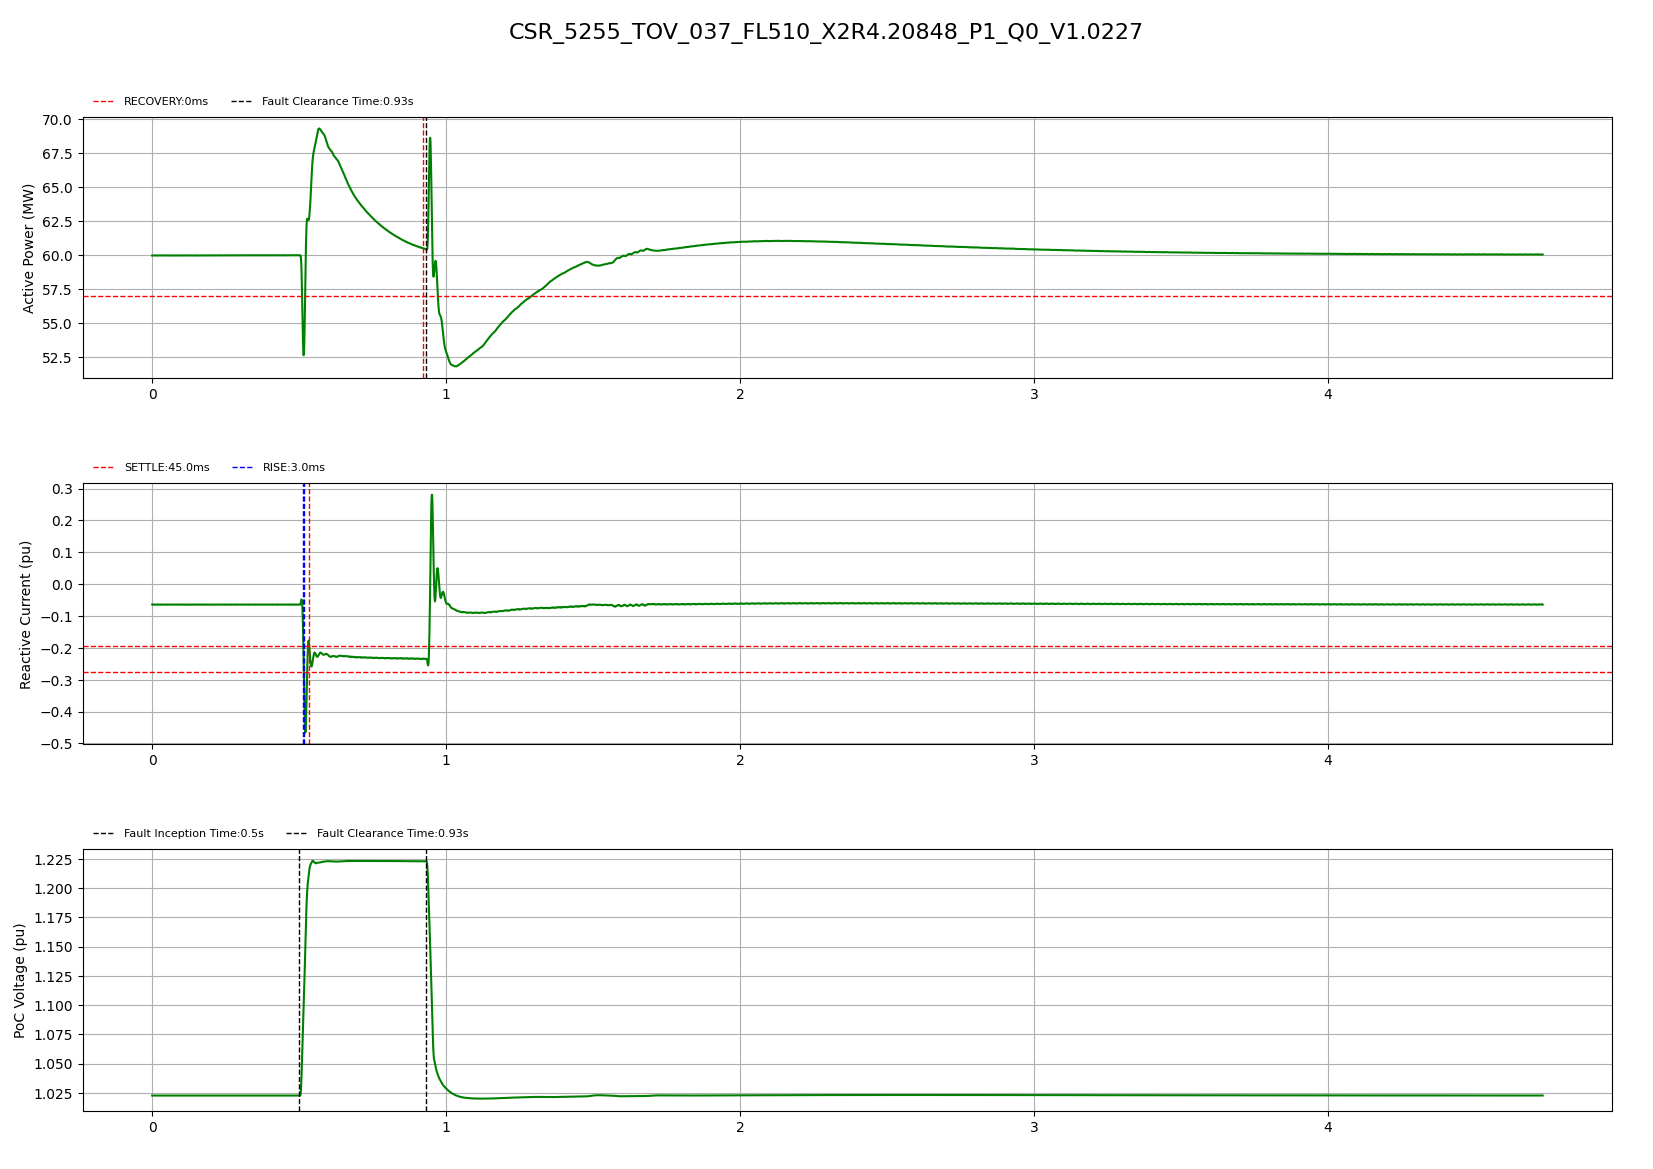 CSR_5255_TOV_037_FL510_X2R4.20848_P1_Q0_V1.0227
RECOVERY:0ms Fault Clearance Time:0.93s
Active Power (MW)
70.0
67.5
65.0
62.5
60.0
57.5
55.0
52.5
0 1 2 3 4
SETTLE:45.0ms RISE:3.0ms
Reactive Current (pu)
0.3
0.2
0.1
0.0
−0.1
−0.2
−0.3
−0.4
−0.5
0 1 2 3 4
Fault Inception Time:0.5s Fault Clearance Time:0.93s
PoC Voltage (pu)
1.225
1.200
1.175
1.150
1.125
1.100
1.075
1.050
1.025
0 1 2 3 4